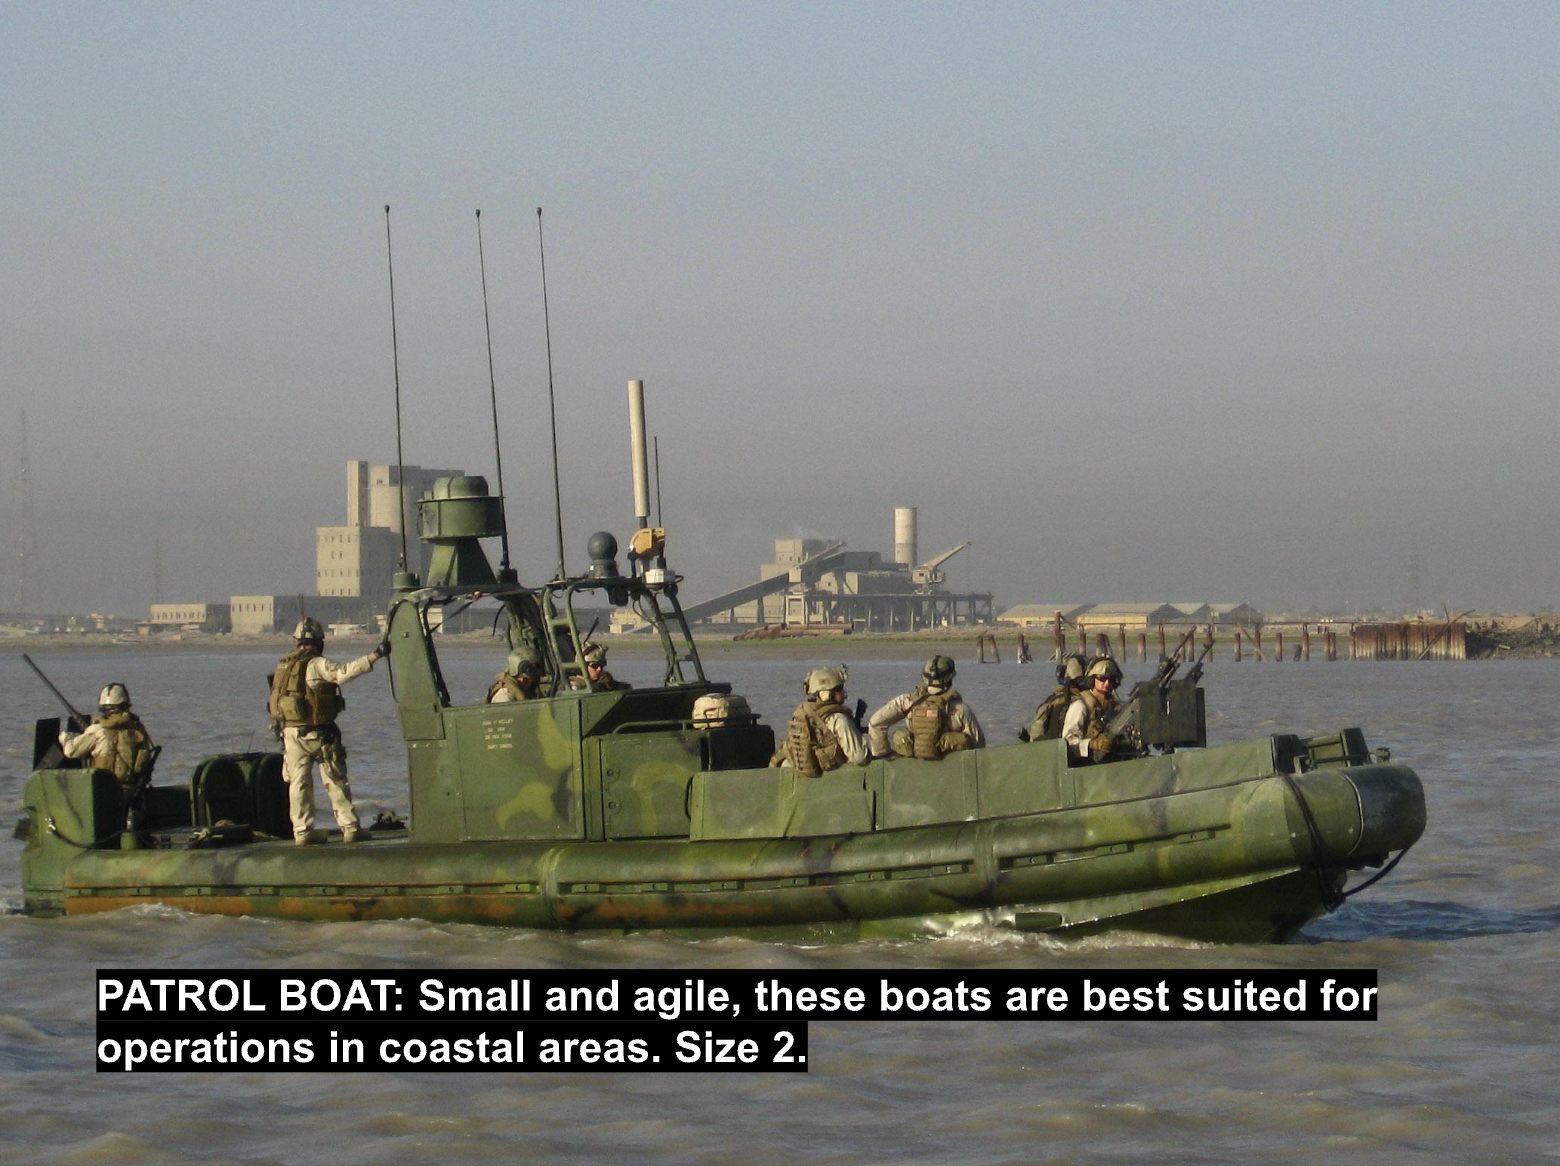 PATROL BOAT: Small and agile, these boats are best suited for
operations in coastal areas. Size 2.